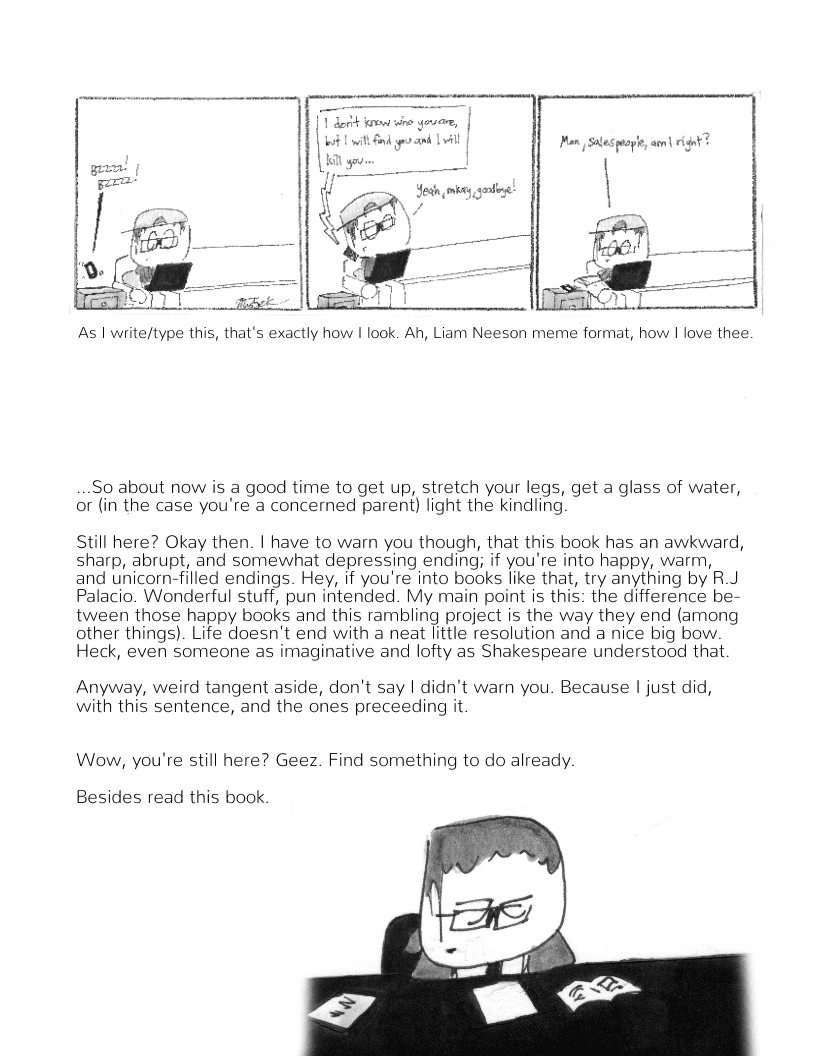 BZZZZ!
BZZZZ!
I don't know who you are,
but I will find you and I will
kill you...
Yeah, mkay, goodbye!
Man, salespeople, am I right?
As I write/type this, that's exactly how I look. Ah, Liam Neeson meme format, how I love thee.
...So about now is a good time to get up, stretch your legs, get a glass of water,
or (in the case you're a concerned parent) light the kindling.
Still here? Okay then. I have to warn you though, that this book has an awkward,
sharp, abrupt, and somewhat depressing ending; if you're into happy, warm,
and unicorn-filled endings. Hey, if you're into books like that, try anything by R.J
Palacio. Wonderful stuff, pun intended. My main point is this: the difference be-
tween those happy books and this rambling project is the way they end (among
other things). Life doesn't end with a neat little resolution and a nice big bow.
Heck, even someone as imaginative and lofty as Shakespeare understood that.
Anyway, weird tangent aside, don't say I didn't warn you. Because I just did,
with this sentence, and the ones preceeding it.
Wow, you're still here? Geez. Find something to do already.
Besides read this book.